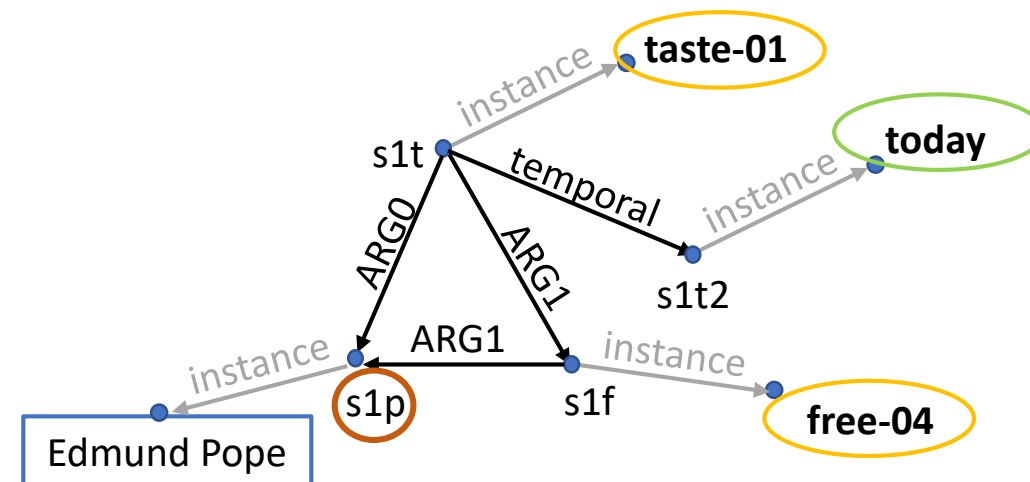 taste-01
instance
today
s1t
temporal
instance
ARG0
ARG1
s1t2
ARG1
instance
instance
s1p
s1f
free-04
Edmund Pope